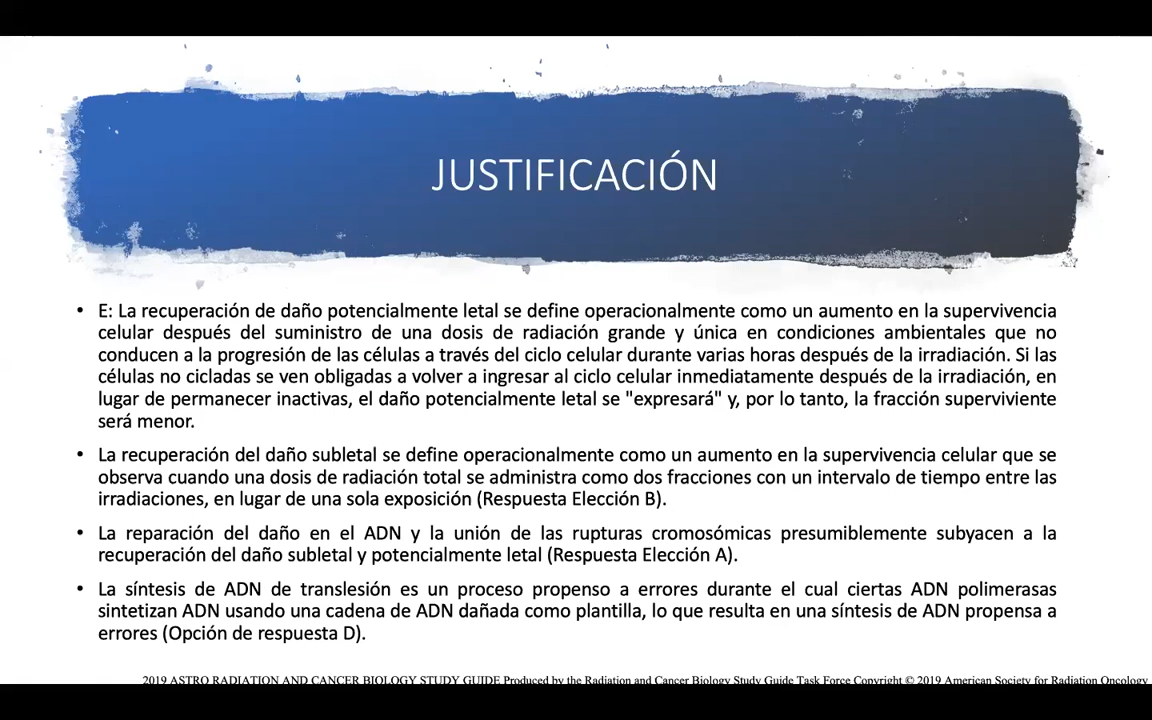 JUSTIFICACIÓN
• E: La recuperación de daño potencialmente letal se define operacionalmente como un aumento en la supervivencia
celular después del suministro de una dosis de radiación grande y única en condiciones ambientales que no
conducen a la progresión de las células a través del ciclo celular durante varias horas después de la irradiación. Si las
células no cicladas se ven obligadas a volver a ingresar al ciclo celular inmediatamente después de la irradiación, en
lugar de permanecer inactivas, el daño potencialmente letal se "expresará" y, por lo tanto, la fracción superviviente
será menor.
• La recuperación del daño subletal se define operacionalmente como un aumento en la supervivencia celular que se
observa cuando una dosis de radiación total se administra como dos fracciones con un intervalo de tiempo entre las
irradiaciones, en lugar de una sola exposición (Respuesta Elección B).
• La reparación del daño en el ADN y la unión de las rupturas cromosómicas presumiblemente subyacen a la
recuperación del daño subletal y potencialmente letal (Respuesta Elección A).
• La síntesis de ADN de translesión es un proceso propenso a errores durante el cual ciertas ADN polimerasas
sintetizan ADN usando una cadena de ADN dañada como plantilla, lo que resulta en una síntesis de ADN propensa a
errores (Opción de respuesta D).
2019 ASTRO RADIATION AND CANCER BIOLOGY STUDY GUIDE Produced by the Radiation and Cancer Biology Study Guide Task Force Copyright © 2019 American Society for Radiation Oncology